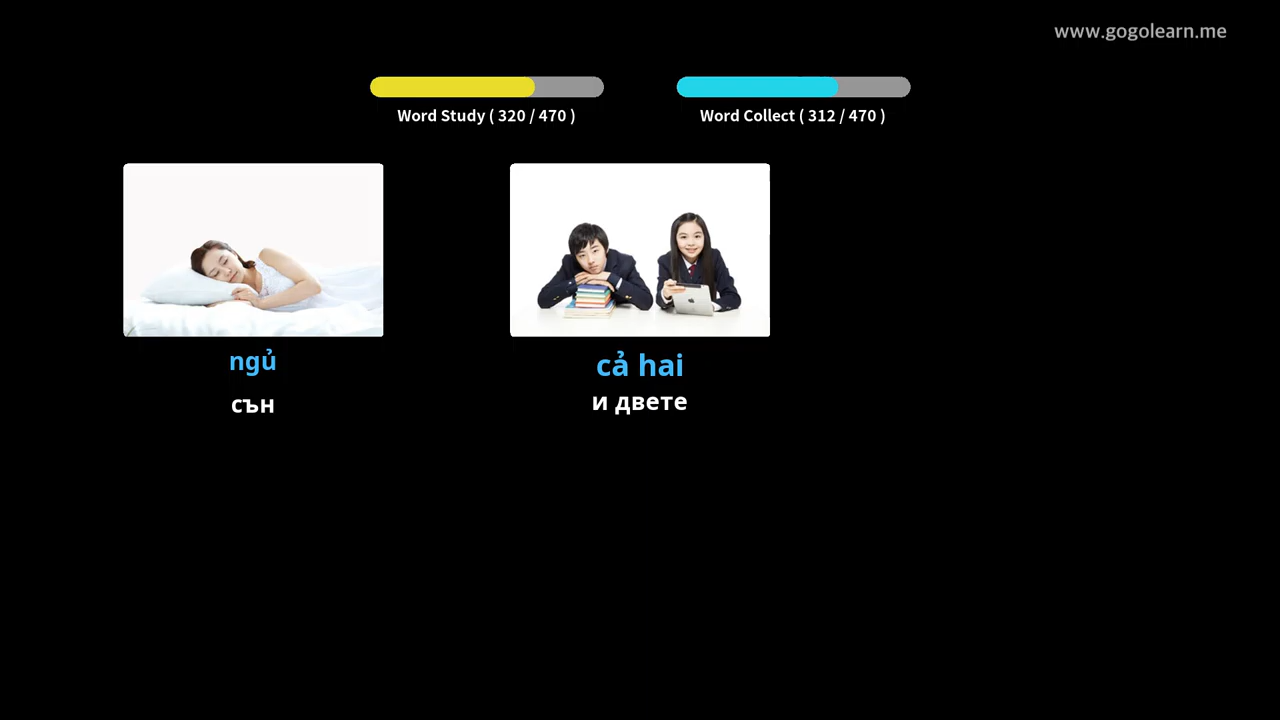 www.gogolearn.me
Word Study ( 320 / 470 )
Word Collect ( 312 / 470 )
ngủ
сън
cả hai
и двете